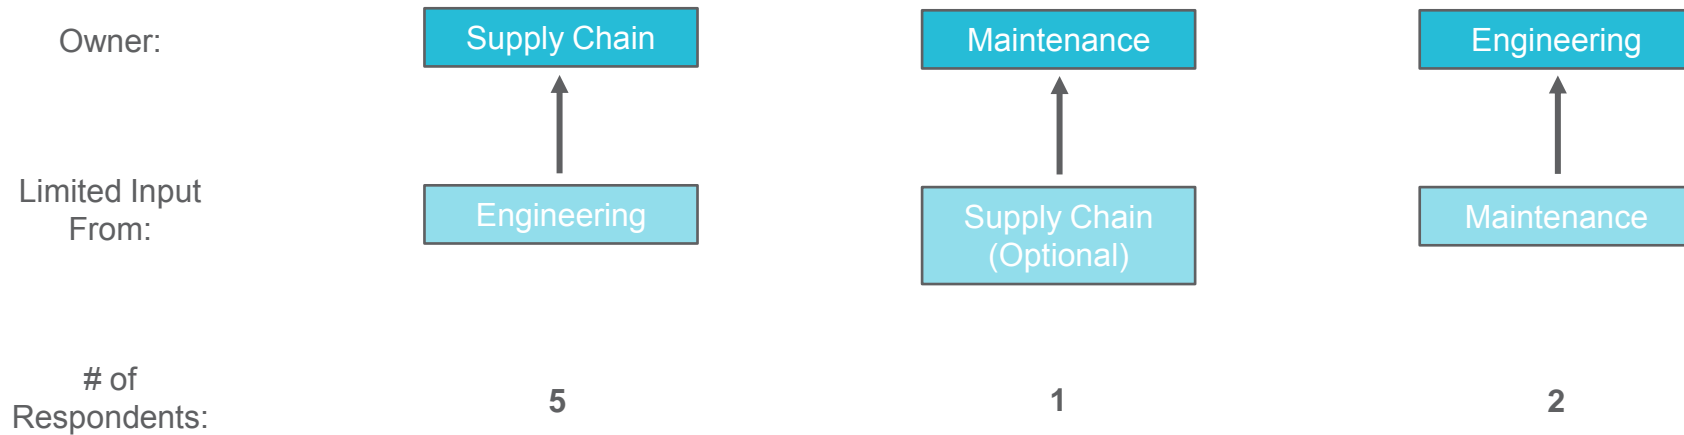 Owner:
Supply Chain
Maintenance
Engineering
Limited Input
From:
Engineering
Supply Chain
(Optional)
Maintenance
# of
Respondents:
5
1
2